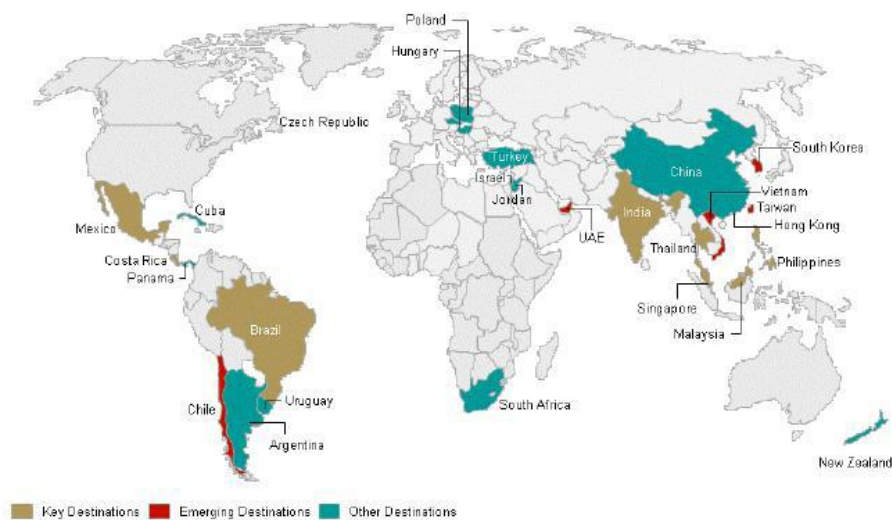 Poland
Hungary
Czech Republic
South Korea
Turkey
China
Israel
Vietnam
Jordan
Taiwan
Cuba
India
Hong Kong
Mexico
UAE
Thailand
Costa Rica
Philippines
Panama
Singapore
Brazil
Malaysia
Uruguay
South Africa
Chile
Argentina
New Zealand
Key Destinations
Emerging Destinations
Other Destinations